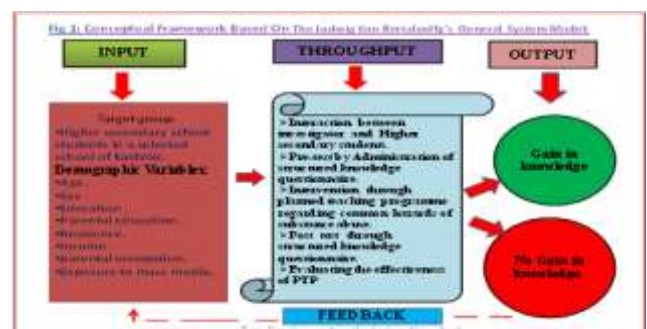 Fig 1: Conceptual Framework Based On The Ludwig Von Bertalanffy's General System Model
INPUT
THROUGHPUT
OUTPUT
Target group
•Higher secondary school
students in a selected
school of Kashmir.
Demographic Variables:
•Age.
•Sex.
•Education
•Parental education.
•Residence.
•Income
•parental occupation.
•Exposure to mass media.
➢Interaction between
investigator and Higher
secondary student.
➢Pre-test by Administration of
structured knowledge
questionnaire.
➢Intervention through
planned teaching programme
regarding common hazards of
substance abuse.
➢Post test through
structured knowledge
questionnaire.
➢Evaluating the effectiveness
of PTP
Gain in
knowledge
No Gain in
knowledge
FEED BACK